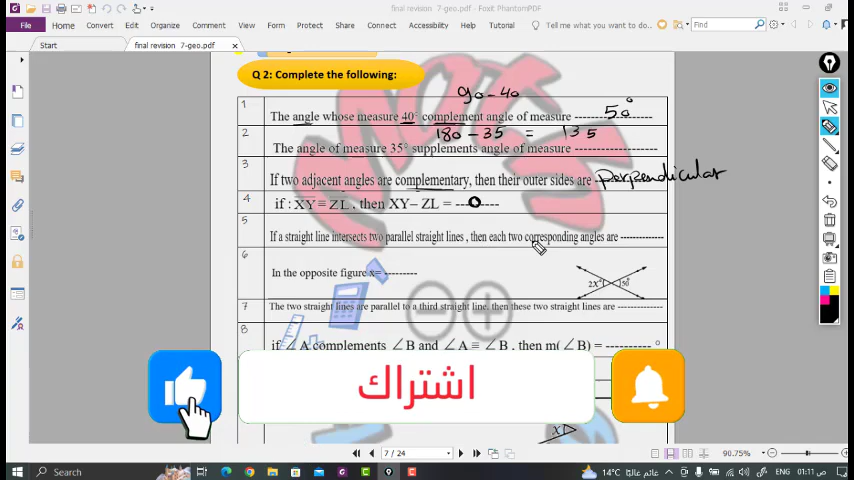 final revision 7-geo.pdf - Foxit PhantomPDF
File Home Convert Edit Organize Comment View Form Protect Share Connect Accessibility Help Tutorial Tell me what you want to do... Find
Start final revision 7-geo.pdf
Q 2: Complete the following:
90-40
1 The angle whose measure 40° complement angle of measure ---------- 50°
180 - 35 = 135
2 The angle of measure 35° supplements angle of measure ----------
3 If two adjacent angles are complementary, then their outer sides are perpendicular
4 if : XY ≡ ZL , then XY– ZL = ---- 0 ----
5 If a straight line intersects two parallel straight lines , then each two corresponding angles are ----------
6 In the opposite figure x= --------
2X° 150°
7 The two straight lines are parallel to a third straight line, then these two straight lines are ----------
8 if ∠A complements ∠B and ∠A ≡ ∠B , then m( ∠B) = ---------- °
اشتراك
X
7 / 24 90.75%
Search 14°C غائم غالبًا ENG 01:11 ص